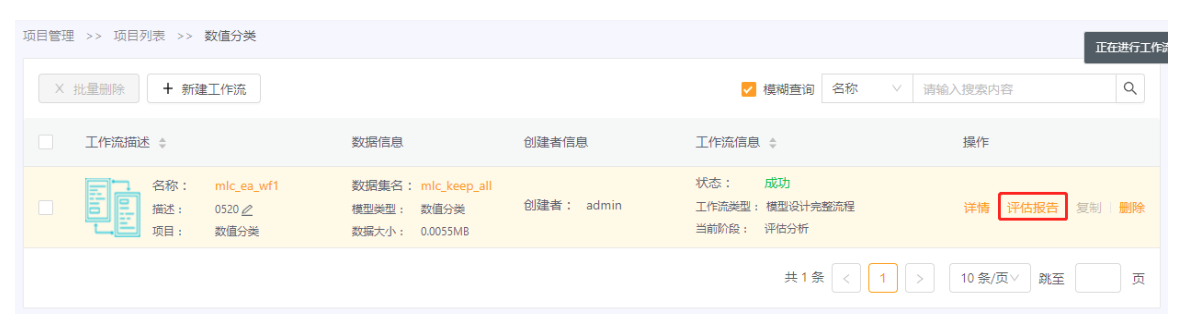 项目管理 >> 项目列表 >> 数值分类
正在进行工作流
X 批量删除 + 新建工作流 模糊查询 名称 请输入搜索内容
工作流描述 数据信息 创建者信息 工作流信息 操作
名称： mlc_ea_wf1
描述： 0520
项目： 数值分类
数据集名： mlc_keep_all
模型类型： 数值分类
数据大小： 0.0055MB
创建者： admin
状态： 成功
工作流类型： 模型设计完整流程
当前阶段： 评估分析
详情 评估报告 复制 删除
共 1 条 < 1 > 10 条/页 跳至 页